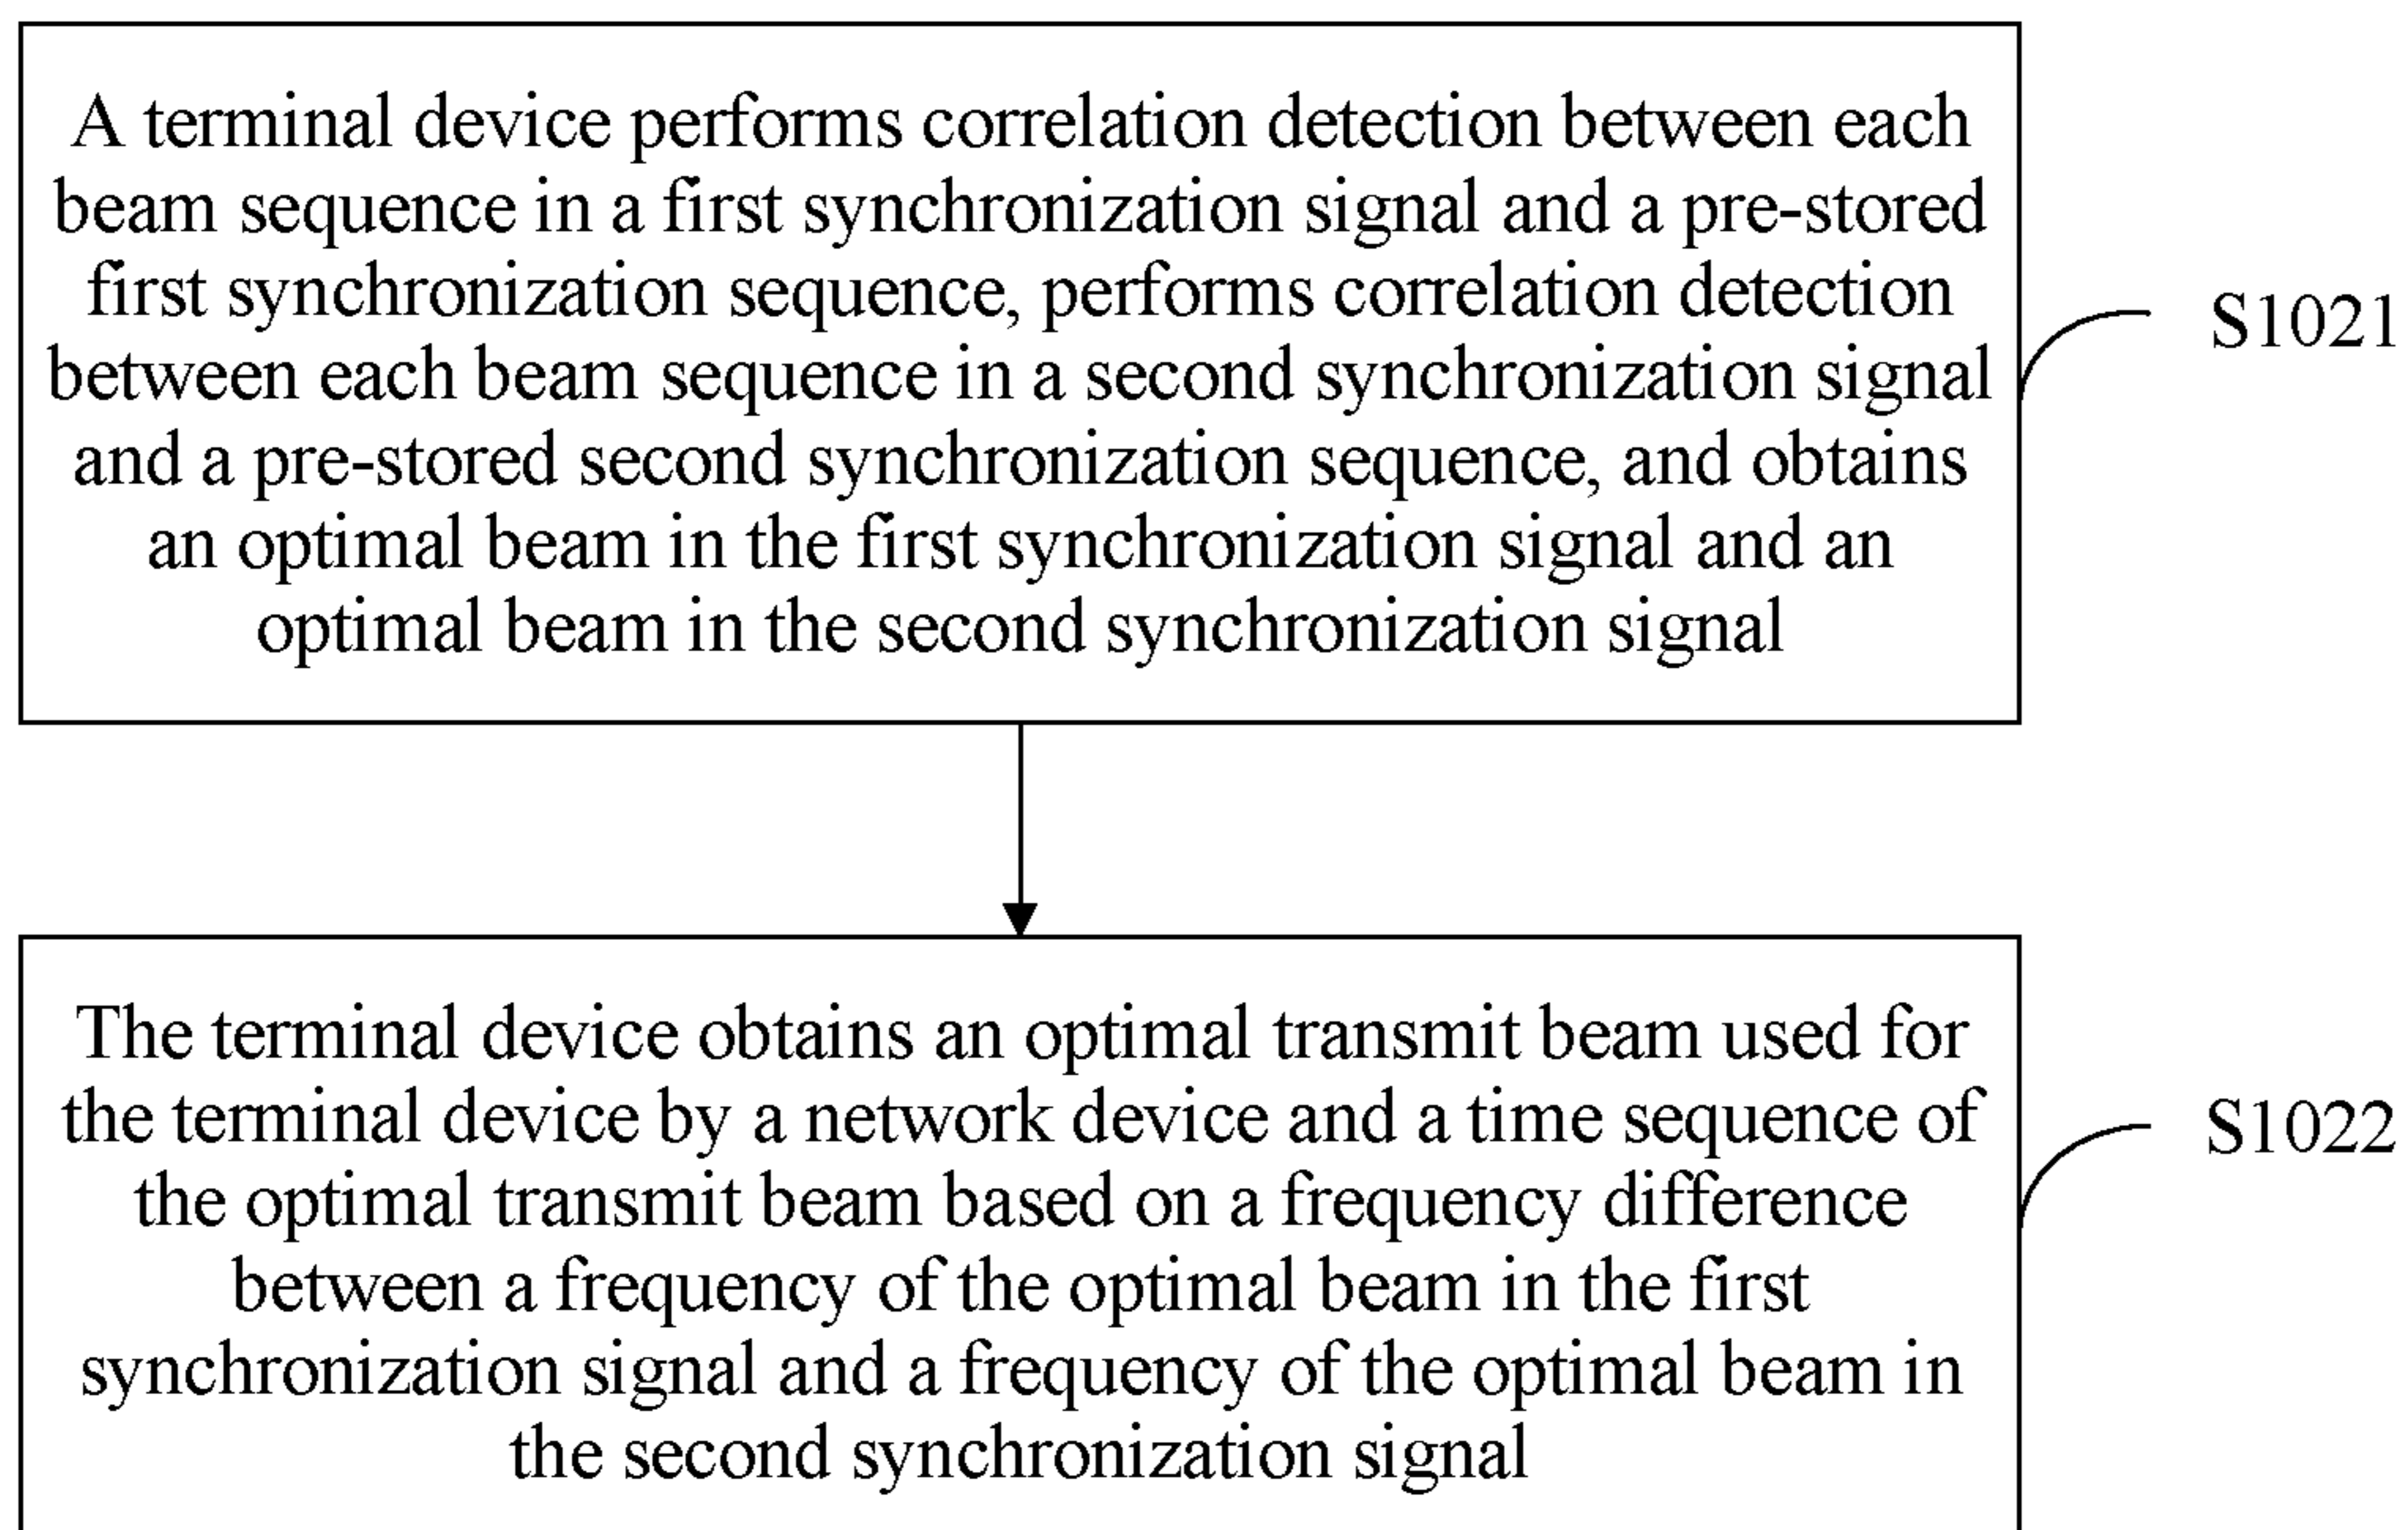 A terminal device performs correlation detection between each
beam sequence in a first synchronization signal and a pre-stored
first synchronization sequence, performs correlation detection
between each beam sequence in a second synchronization signal
and a pre-stored second synchronization sequence, and obtains
an optimal beam in the first synchronization signal and an
optimal beam in the second synchronization signal
S1021
The terminal device obtains an optimal transmit beam used for
the terminal device by a network device and a time sequence of
the optimal transmit beam based on a frequency difference
between a frequency of the optimal beam in the first
synchronization signal and a frequency of the optimal beam in
the second synchronization signal
S1022